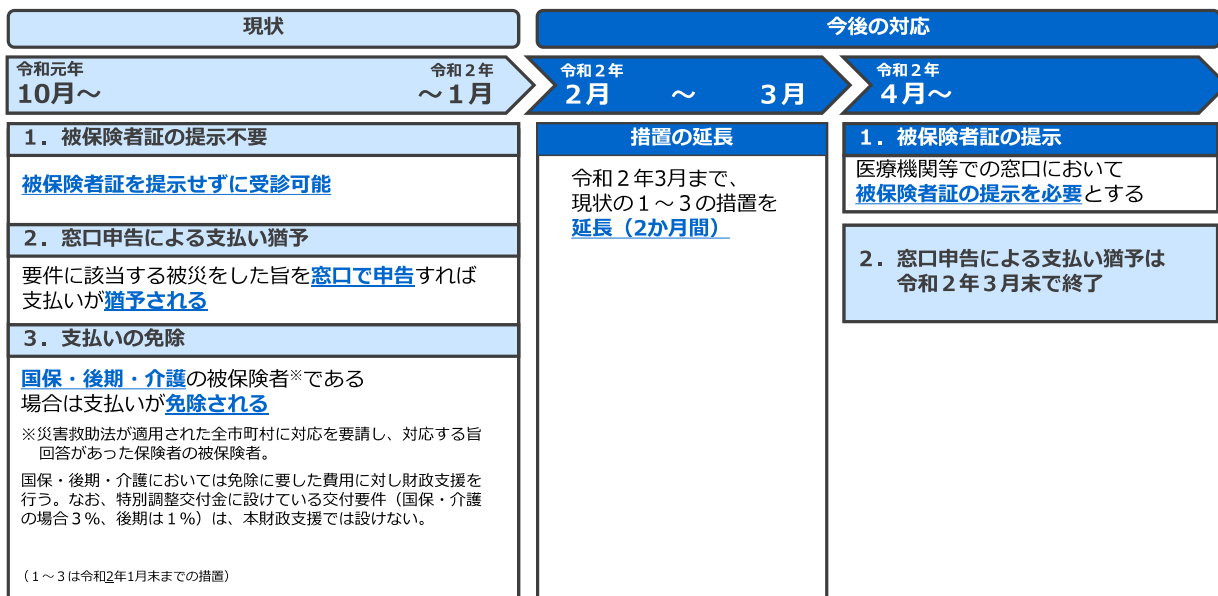 現状
今後の対応
令和元年
10月～
令和２年
～１月
令和２年
２月　～　３月
令和２年
４月～
１．被保険者証の提示不要
被保険者証を提示せずに受診可能
２．窓口申告による支払い猶予
要件に該当する被災をした旨を窓口で申告すれば
支払いが猶予される
３．支払いの免除
国保・後期・介護の被保険者※である
場合は支払いが免除される
※災害救助法が適用された全市町村に対応を要請し、対応する旨
回答があった保険者の被保険者。
国保・後期・介護においては免除に要した費用に対し財政支援を
行う。なお、特別調整交付金に設けている交付要件（国保・介護
の場合３％、後期は１％）は、本財政支援では設けない。
（１～３は令和2年1月末までの措置）
措置の延長
令和２年3月まで、
現状の１～３の措置を
延長（2か月間）
１．被保険者証の提示
医療機関等での窓口において
被保険者証の提示を必要とする
２．窓口申告による支払い猶予は
令和２年３月末で終了